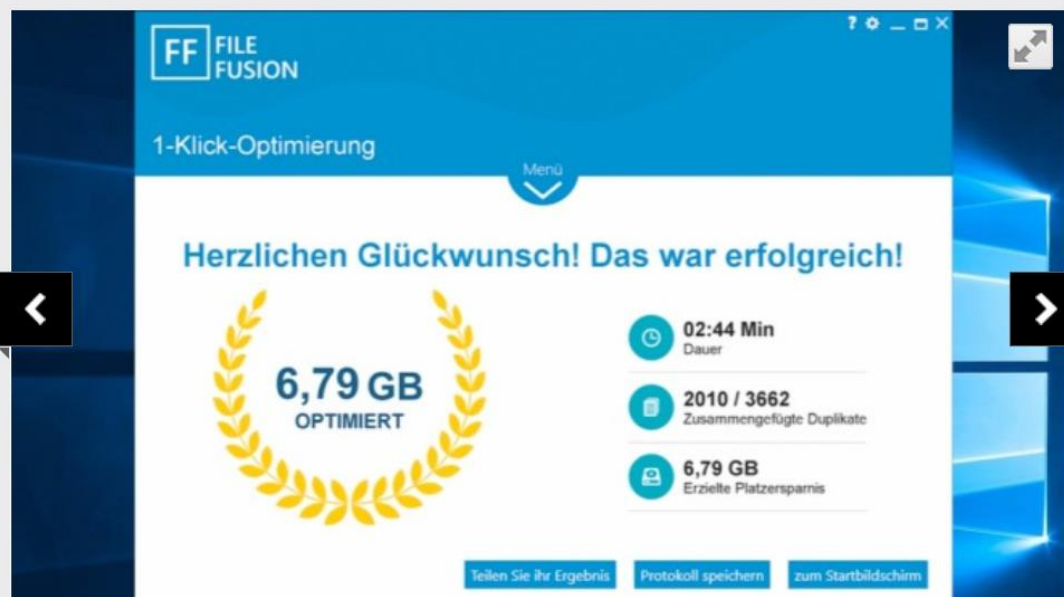 FF FILE
FUSION
1-Klick-Optimierung
Menü
Herzlichen Glückwunsch! Das war erfolgreich!
6,79 GB
OPTIMIERT
02:44 Min
Dauer
2010 / 3662
Zusammengefügte Duplikate
6,79 GB
Erzielte Platzersparnis
Teilen Sie ihr Ergebnis
Protokoll speichern
zum Startbildschirm